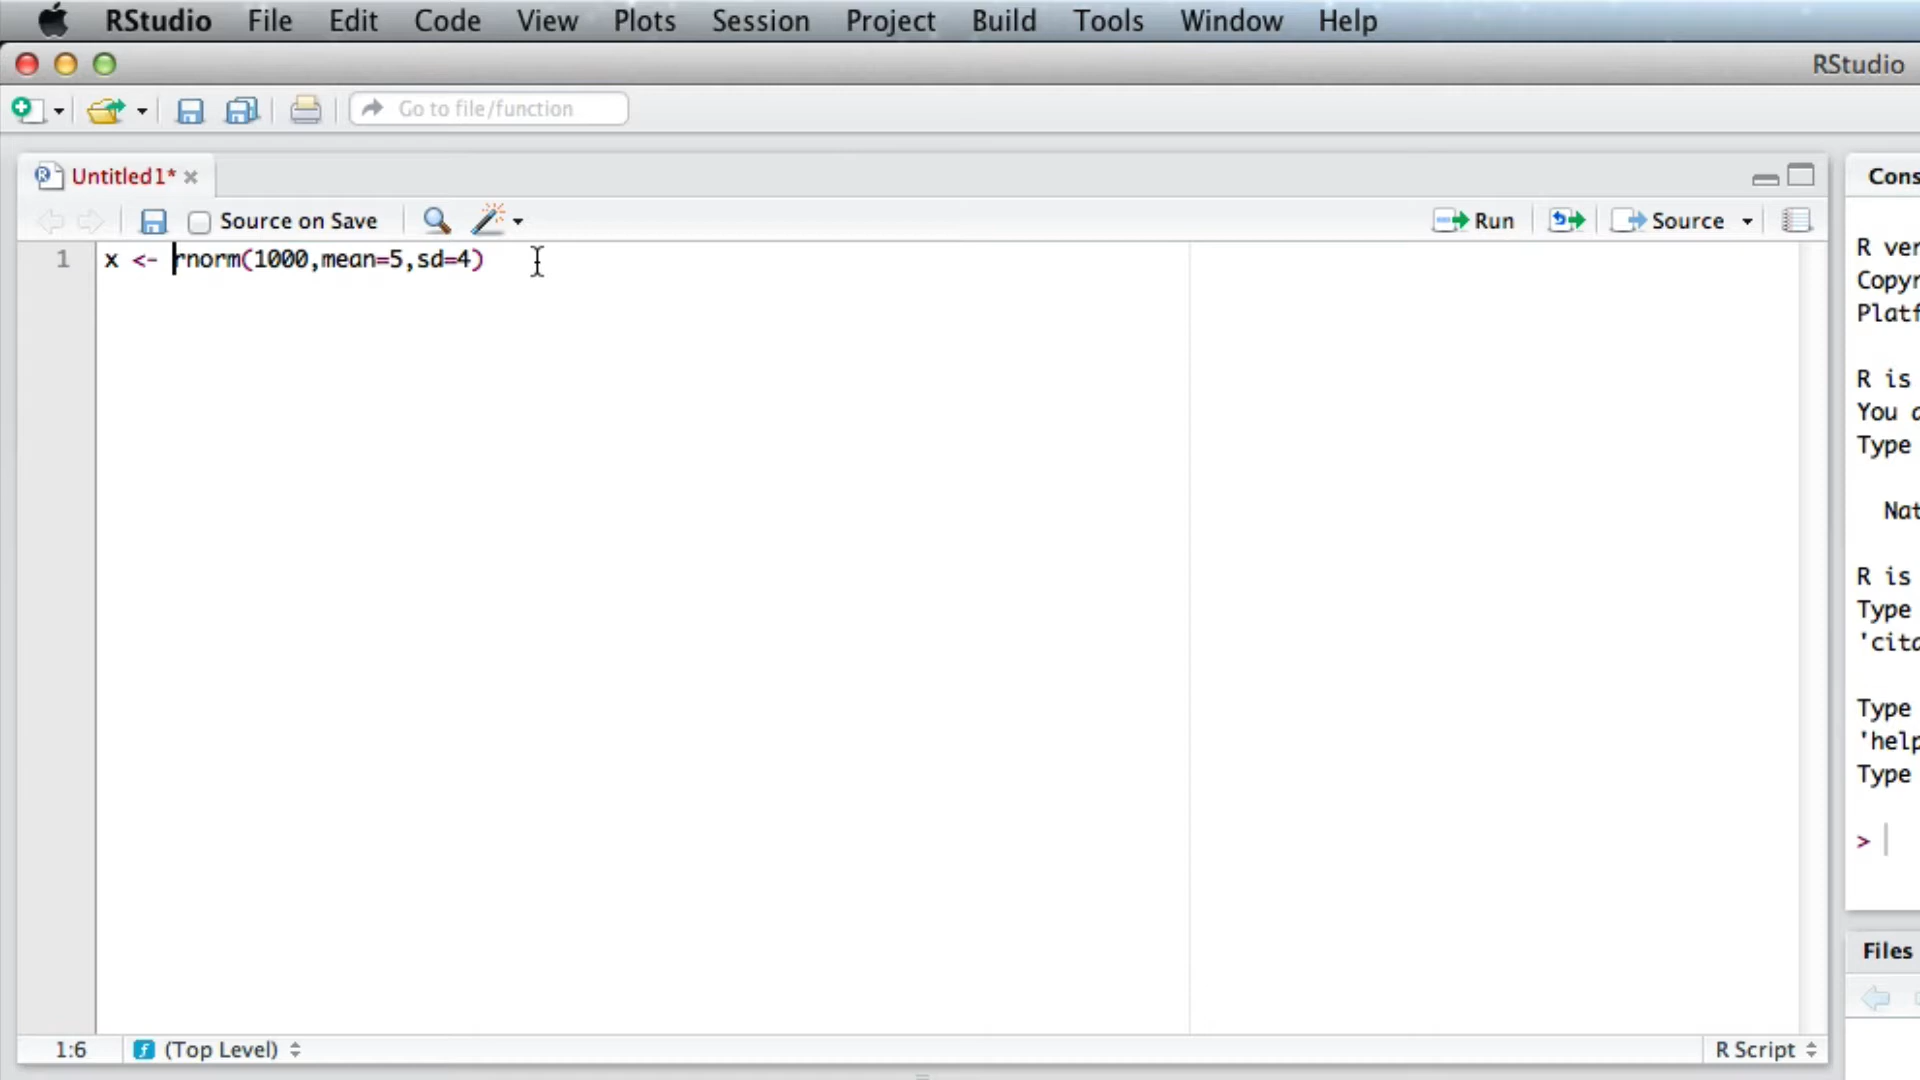 RStudio File Edit Code View Plots Session Project Build Tools Window Help
RStudio
Go to file/function
Untitled1*
Source on Save Run Source
1 x <- rnorm(1000,mean=5,sd=4)
1:6 (Top Level) R Script
Cons
R ver
Copyr
Platf
R is
You
Type
Nat
R is
Type
'cita
Type
'help
Type
>
Files